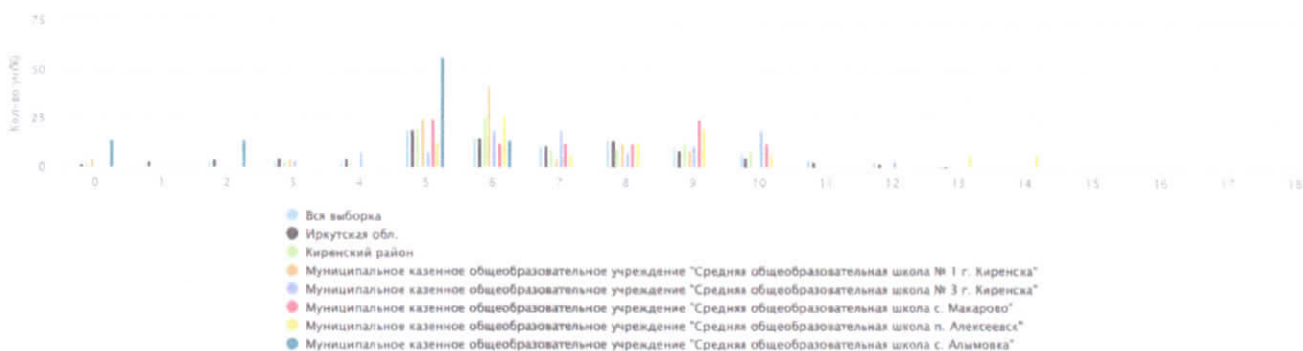 75
50
25
0
Кол-во уч(%)
0 1 2 3 4 5 6 7 8 9 10 11 12 13 14 15 16 17 18
Вся выборка
Иркутская обл.
Киренский район
Муниципальное казенное общеобразовательное учреждение "Средняя общеобразовательная школа № 1 г. Киренска"
Муниципальное казенное общеобразовательное учреждение "Средняя общеобразовательная школа № 3 г. Киренска"
Муниципальное казенное общеобразовательное учреждение "Средняя общеобразовательная школа с. Макарово"
Муниципальное казенное общеобразовательное учреждение "Средняя общеобразовательная школа п. Алексеевск"
Муниципальное казенное общеобразовательное учреждение "Средняя общеобразовательная школа с. Алымовка"